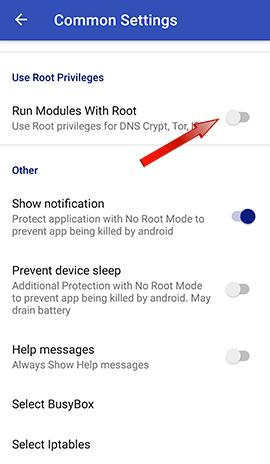 Common Settings
Use Root Privileges
Run Modules With Root
Use Root privileges for DNS Crypt, Tor,
Other
Show notification
Protect application with No Root Mode to
prevent app being killed by android
Prevent device sleep
Additional Protection with No Root Mode
to prevent app being killed by android. May
drain battery
Help messages
Always Show Help messages
Select BusyBox
Select Iptables